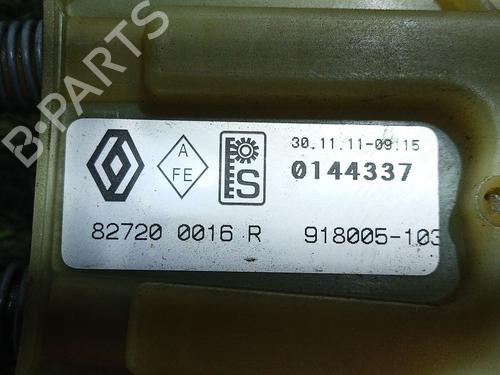 B-PARTS
A
FE
S
30.11.11-09:15
0144337
82720 0016 R 918005-103